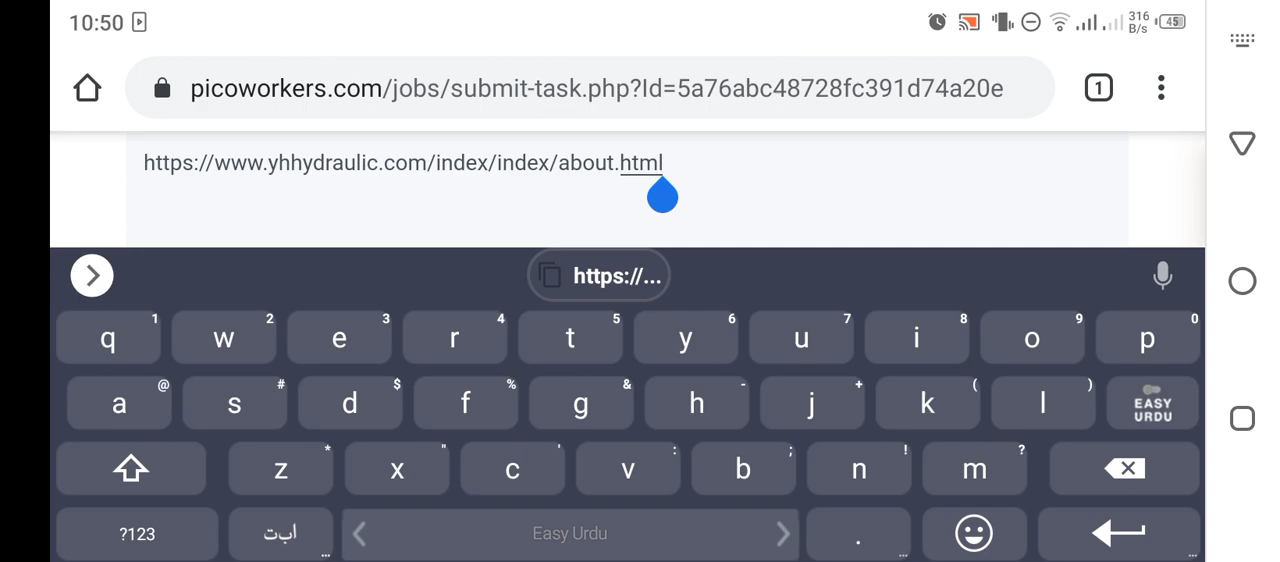 10:50 316 B/s 45
picoworkers.com/jobs/submit-task.php?Id=5a76abc48728fc391d74a20e 1
https://www.yhhydraulic.com/index/index/about.html
https://...
q 1 w 2 e 3 r 4 t 5 y 6 u 7 i 8 o 9 p 0
a @ s # d $ f % g & h - j + k ( l ) EASY URDU
z * x " c ' v : b ; n ! m ?
?123 ابت ... Easy Urdu . ... ...